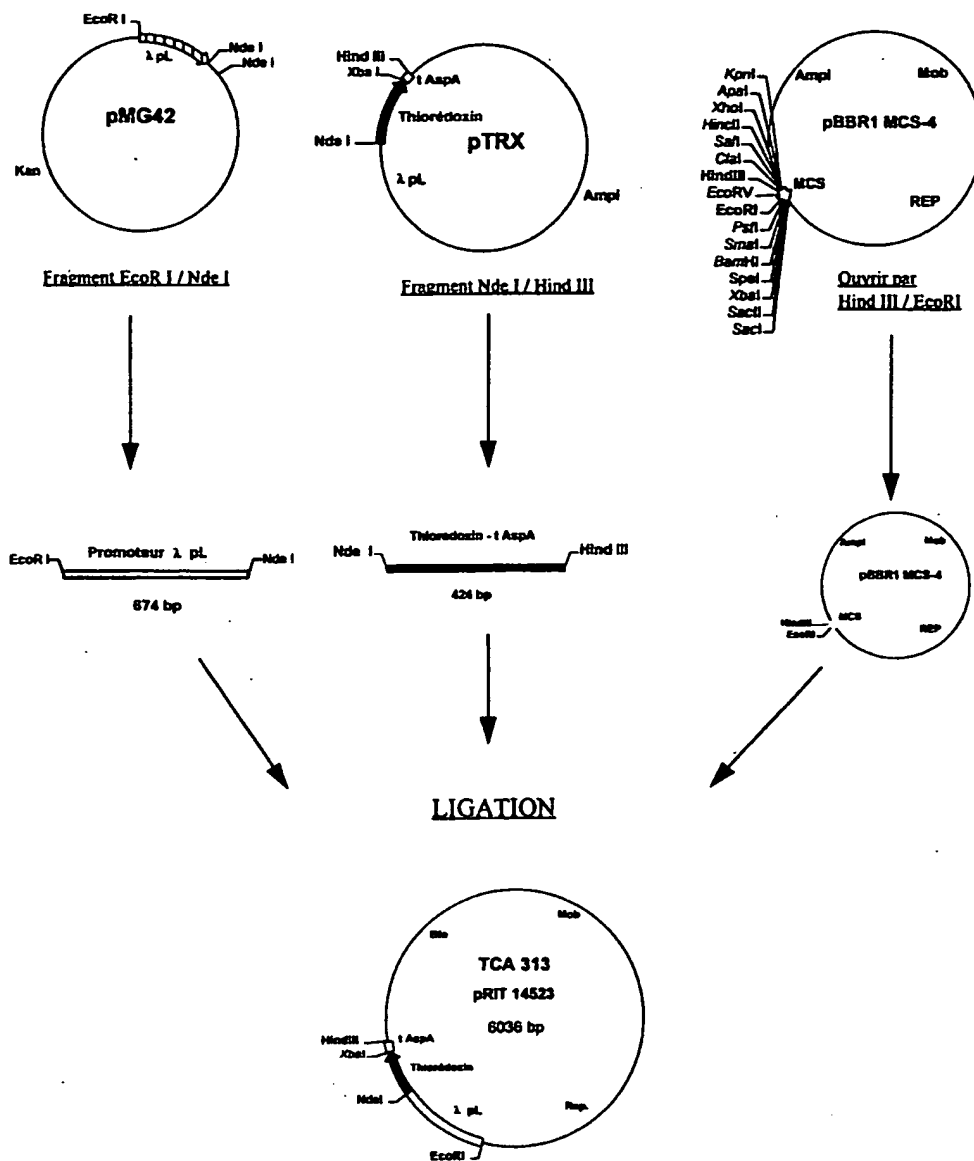 EcoR I
λ pL
Nde I
Nde I
pMG42
Kan
Fragment EcoR I / Nde I
Hind III
Xba I
t AspA
Thiorédoxin
pTRX
Nde I
λ pL
Ampi
Fragment Nde I / Hind III
KpnI
ApaI
XhoI
HincII
SalI
ClaI
HindIII
EcoRV
EcoRI
PstI
SmaI
BamHI
SpeI
XbaI
SacII
SacI
Ampi
Mob
pBBR1 MCS-4
MCS
REP
Ouvrir par
Hind III / EcoRI
EcoR I
Promoteur λ pL
Nde I
674 bp
Thioredoxin - t AspA
Nde I
Hind III
424 bp
Ampi
Mob
pBBR1 MCS-4
HindIII
EcoRI
MCS
REP
LIGATION
Bla
Mob
TCA 313
pRIT 14523
6036 bp
HindIII
XbaI
t AspA
Thiorédoxin
NdeI
λ pL
Rep.
EcoRI